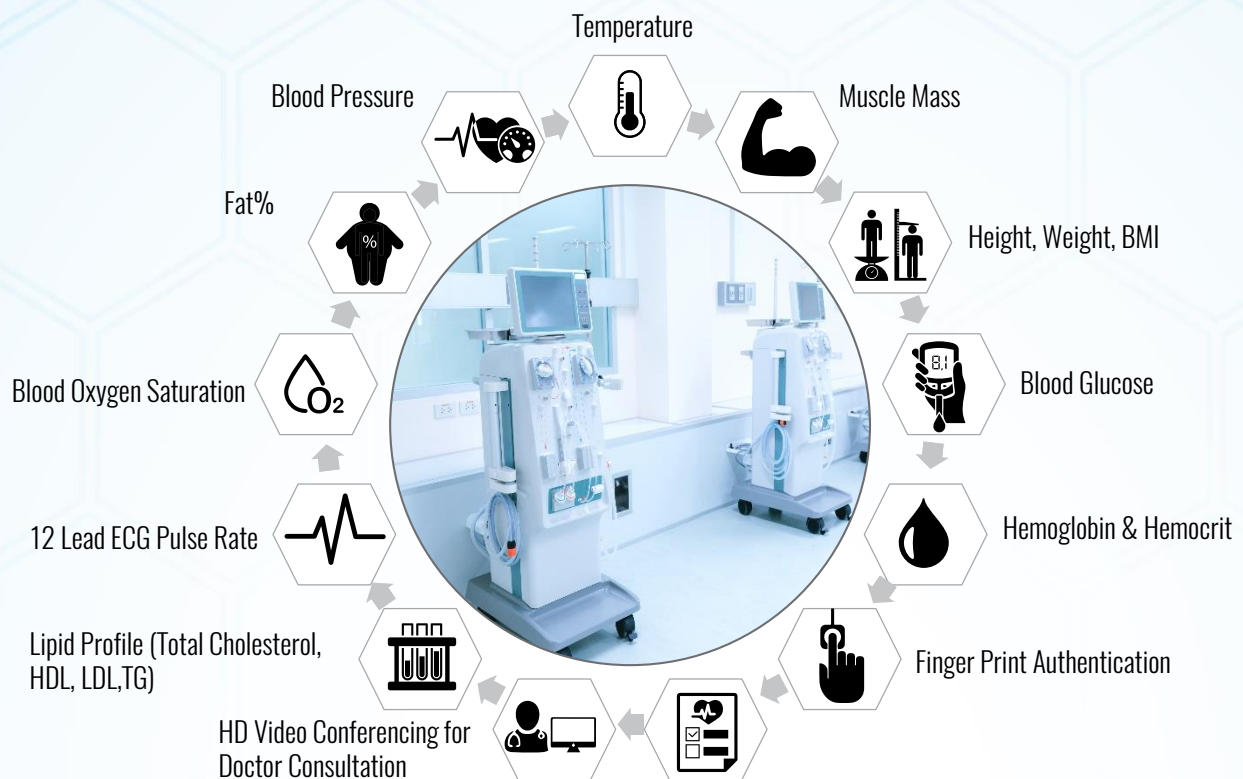 Temperature
Muscle Mass
Height, Weight, BMI
Blood Glucose
8,1
Hemoglobin & Hemocrit
Finger Print Authentication
HD Video Conferencing for
Doctor Consultation
Lipid Profile (Total Cholesterol,
HDL, LDL,TG)
12 Lead ECG Pulse Rate
Blood Oxygen Saturation
O2
Fat%
%
Blood Pressure